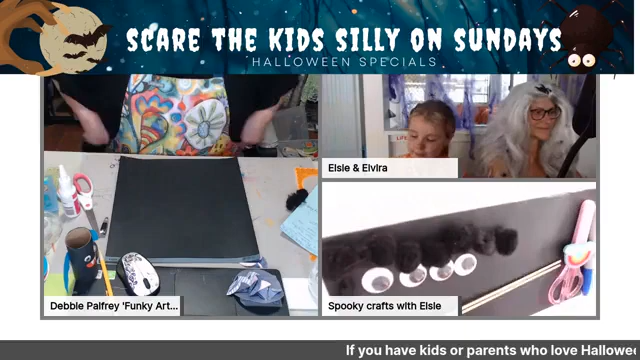 SCARE THE KIDS SILLY ON SUNDAYS
HALLOWEEN SPECIALS
LIFE
Elsie & Elvira
Debbie Palfrey 'Funky Art...
Spooky crafts with Elsie
If you have kids or parents who love Hallowe